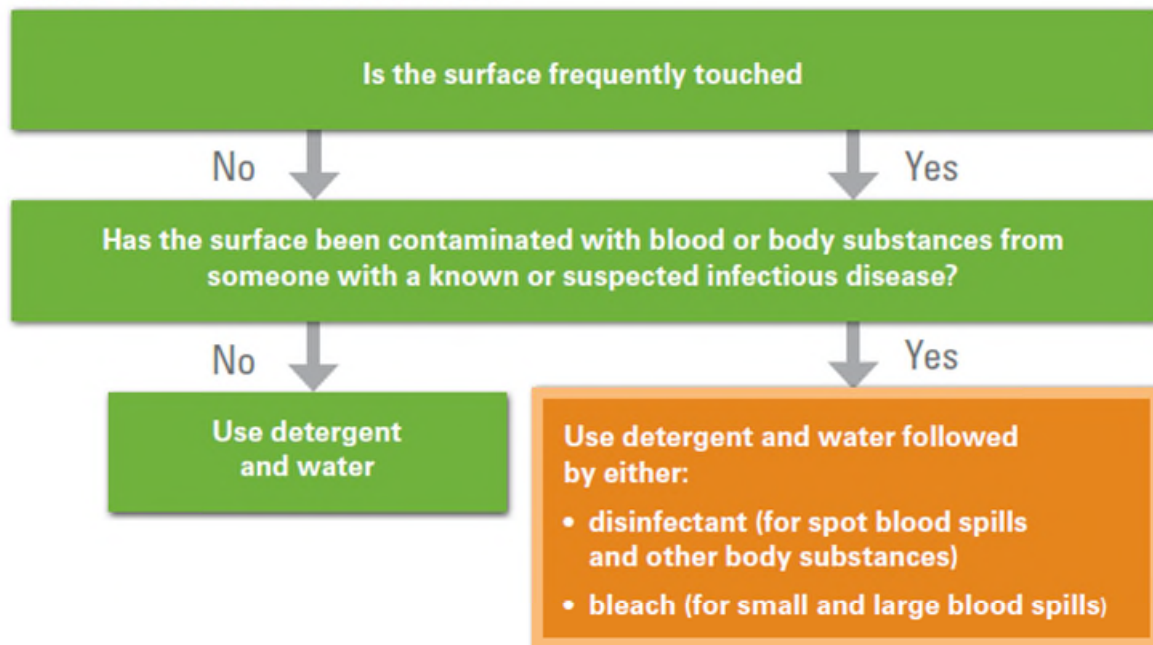 Is the surface frequently touched
No
Yes
Has the surface been contaminated with blood or body substances from
someone with a known or suspected infectious disease?
No
Yes
Use detergent
and water
Use detergent and water followed
by either:
• disinfectant (for spot blood spills
and other body substances)
• bleach (for small and large blood spills)